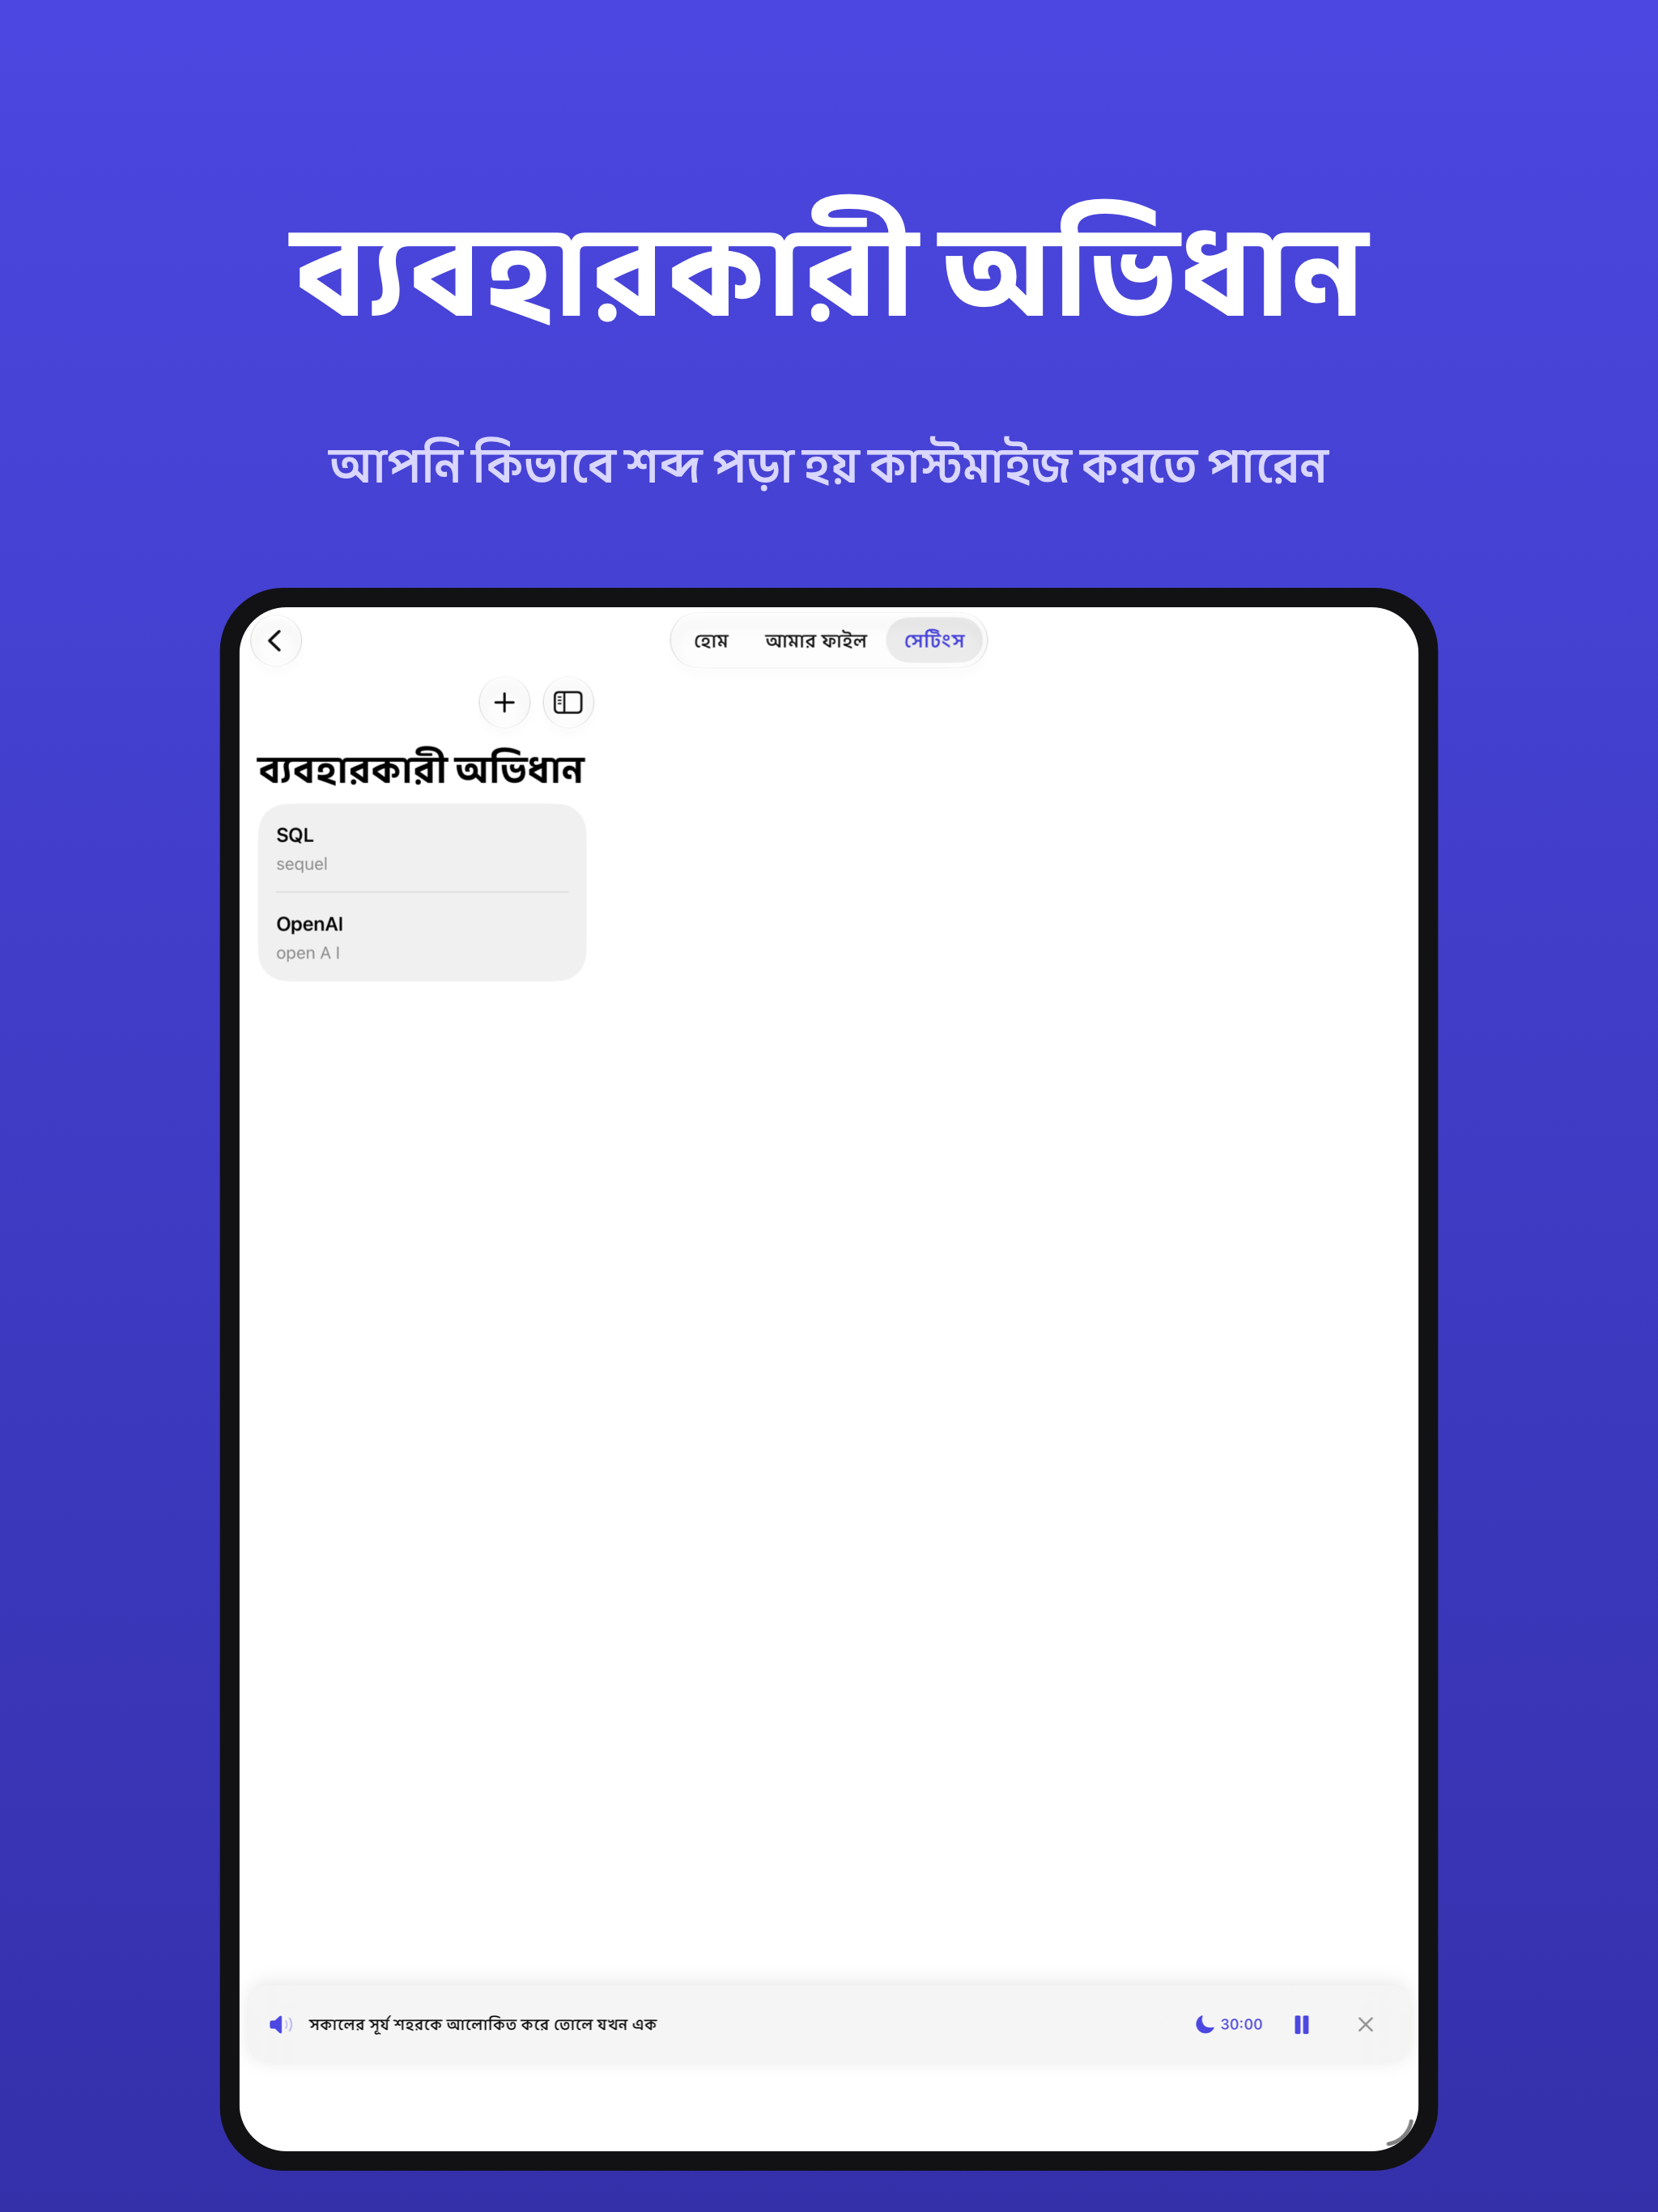 ব্যবহারকারী অভিধান
আপনি কিভাবে শব্দ পড়া হয় কাস্টমাইজ করতে পারেন
হোম আমার ফাইল সেটিংস
ব্যবহারকারী অভিধান
SQL
sequel
OpenAI
open A I
সকালের সূর্য শহরকে আলোকিত করে তোলে যখন এক 30:00